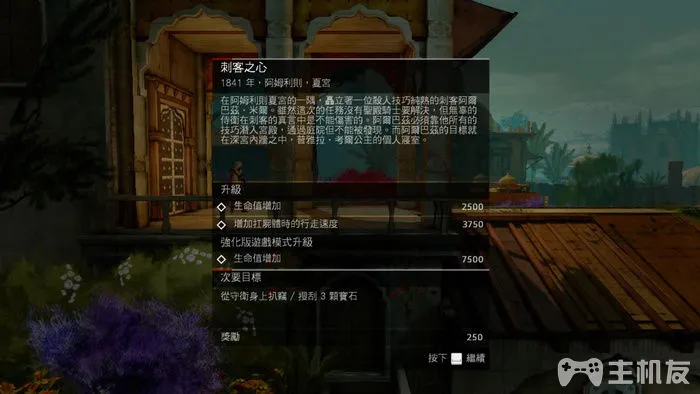 刺客之心
1841 年，阿姆利則，夏宮
在阿姆利則夏宮的一隅，矗立著一位殺人技巧純熟的刺客阿爾
巴茲．米爾。雖然這次的任務沒有聖殿騎士要解決，但無辜的
侍衛在刺客的真言中是不能傷害的。阿爾巴茲必須靠他所有的
技巧潛入宮殿，通過庭院但不能被發現。而阿爾巴茲的目標就
在深宮內牆之中，普雅拉．考爾公主的個人寢室。
升級
生命值增加 2500
增加扛屍體時的行走速度 3750
強化版遊戲模式升級
生命值增加 7500
次要目標
從守衛身上扒竊 / 搜刮 3 顆寶石
獎勵 250
按下 繼續
主机友